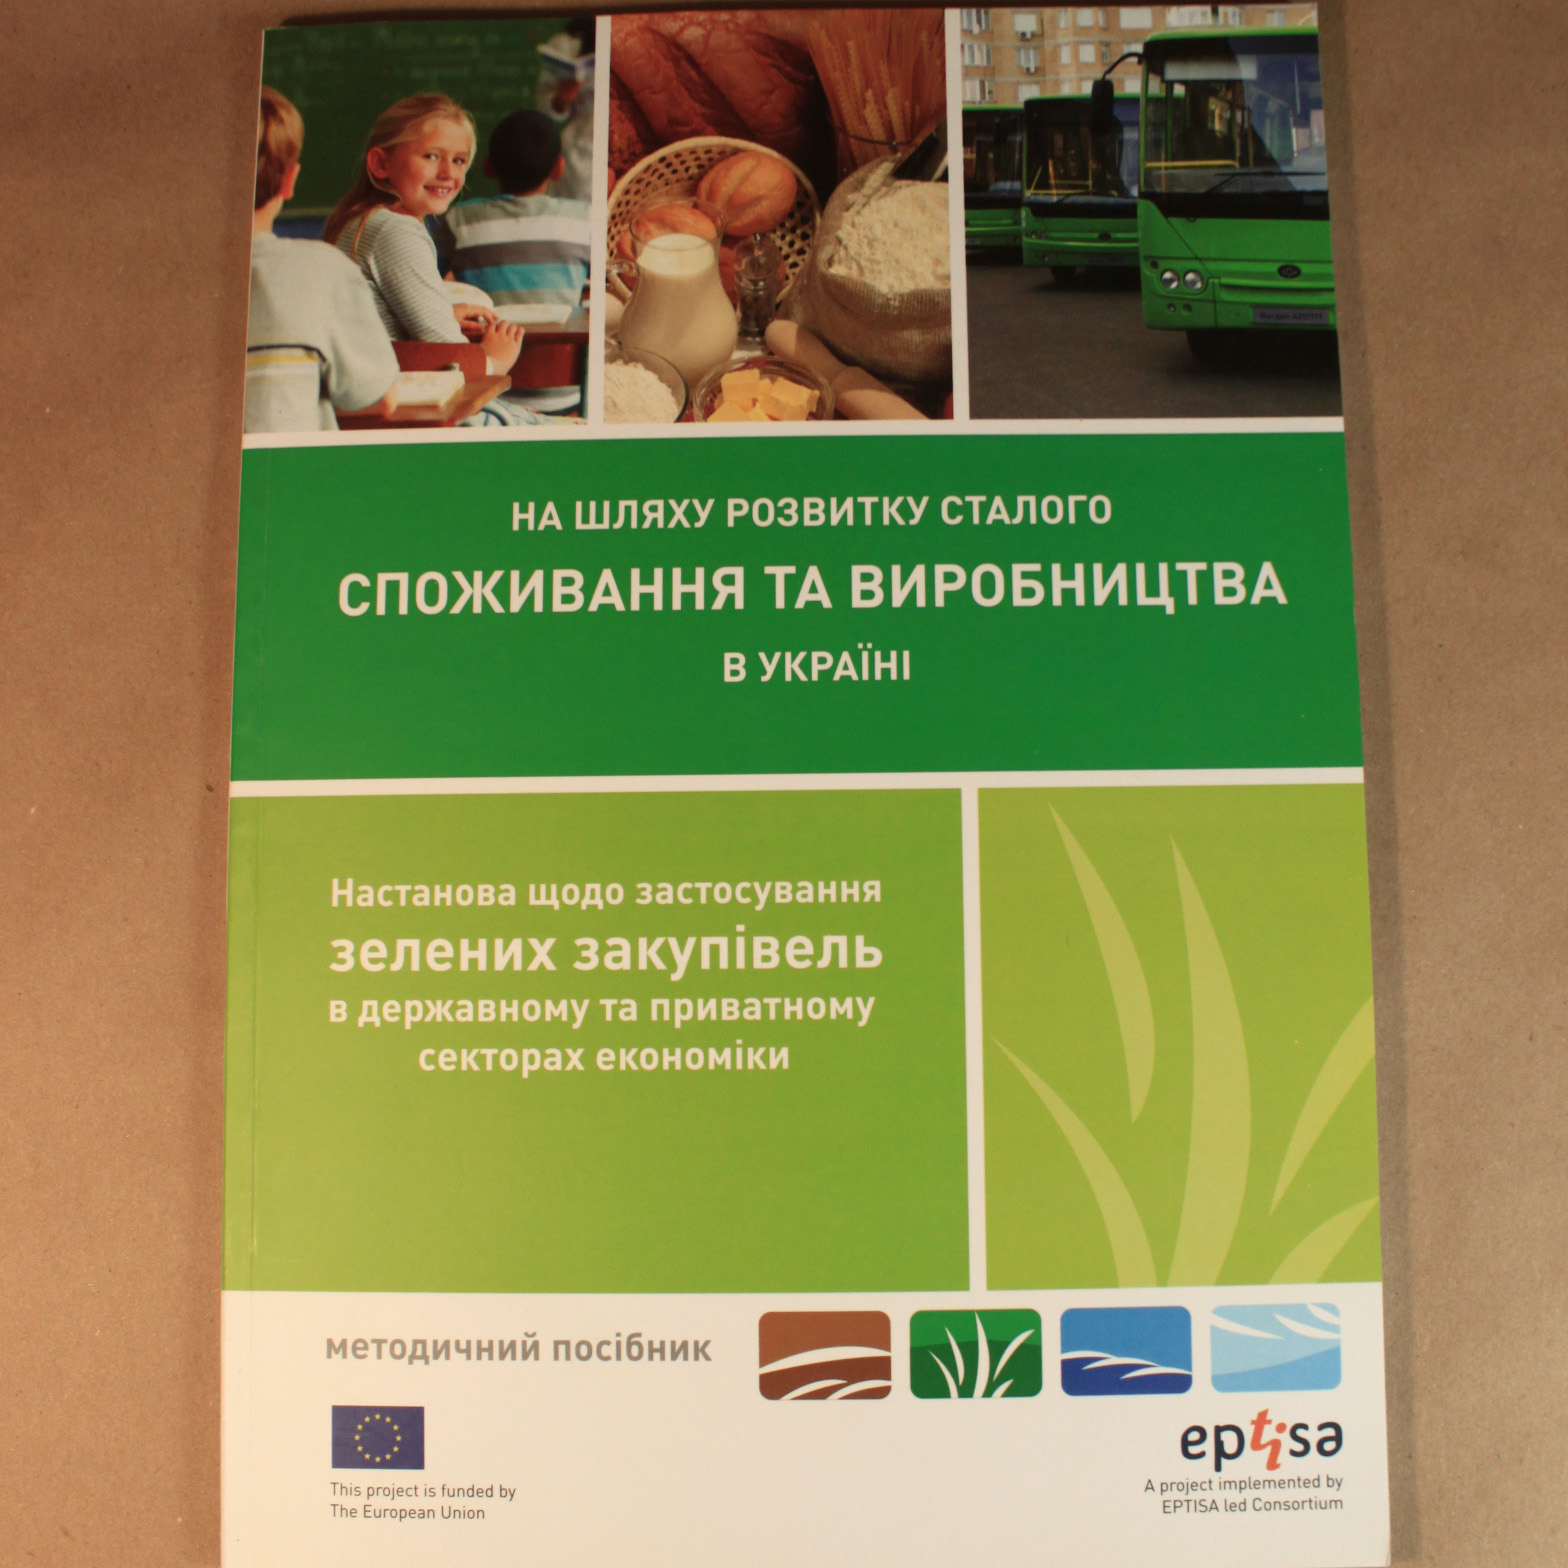 НА ШЛЯХУ РОЗВИТКУ СТАЛОГО
СПОЖИВАННЯ ТА ВИРОБНИЦТВА
В УКРАЇНІ
Настанова щодо застосування
зелених закупівель
в державному та приватному
секторах економіки
методичний посібник
This project is funded by
The European Union
eptisa
A project implemented by
EPTISA led Consortium